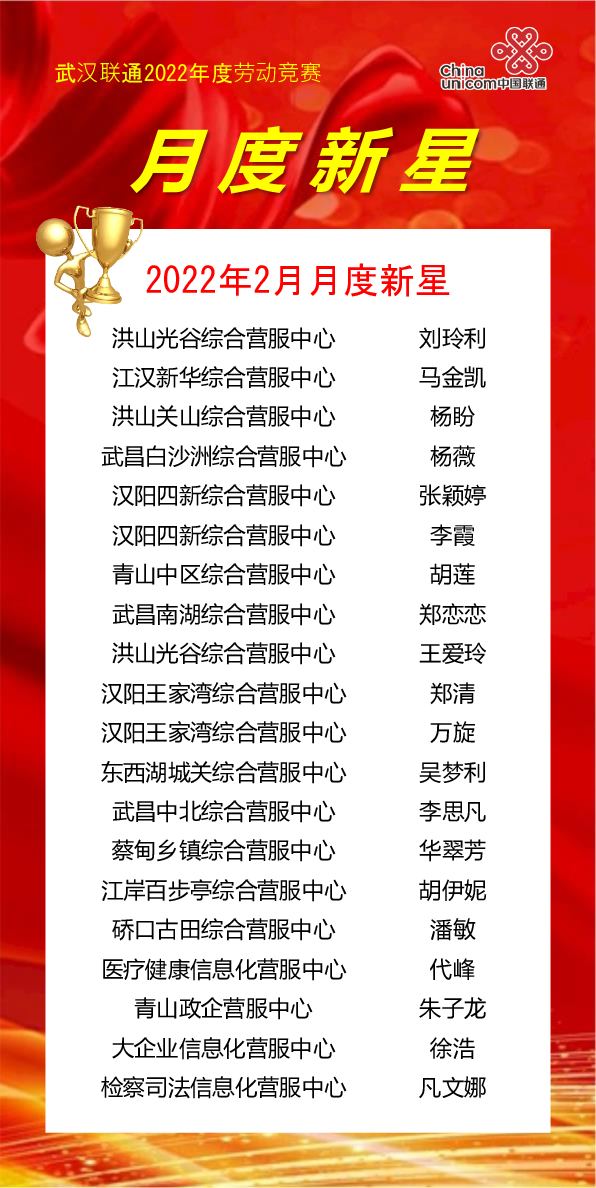 武汉联通2022年度劳动竞赛
China
unicom中国联通
月度新星
2022年2月月度新星
洪山光谷综合营服中心 刘玲利
江汉新华综合营服中心 马金凯
洪山关山综合营服中心 杨盼
武昌白沙洲综合营服中心 杨薇
汉阳四新综合营服中心 张颖婷
汉阳四新综合营服中心 李霞
青山中区综合营服中心 胡莲
武昌南湖综合营服中心 郑恋恋
洪山光谷综合营服中心 王爱玲
汉阳王家湾综合营服中心 郑清
汉阳王家湾综合营服中心 万旋
东西湖城关综合营服中心 吴梦利
武昌中北综合营服中心 李思凡
蔡甸乡镇综合营服中心 华翠芳
江岸百步亭综合营服中心 胡伊妮
硚口古田综合营服中心 潘敏
医疗健康信息化营服中心 代峰
青山政企营服中心 朱子龙
大企业信息化营服中心 徐浩
检察司法信息化营服中心 凡文娜